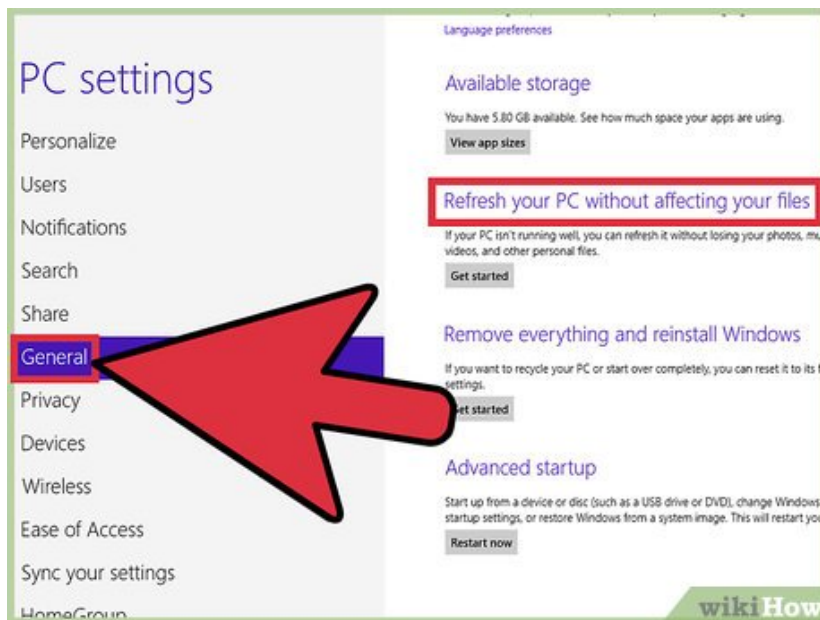 PC settings
Personalize
Users
Notifications
Search
Share
General
Privacy
Devices
Wireless
Ease of Access
Sync your settings
HomeGroup
Language preferences
Available storage
You have 5.80 GB available. See how much space your apps are using.
View app sizes
Refresh your PC without affecting your files
If your PC isn't running well, you can refresh it without losing your photos, mu
videos, and other personal files.
Get started
Remove everything and reinstall Windows
If you want to recycle your PC or start over completely, you can reset it to its f
settings.
Get started
Advanced startup
Start up from a device or disc (such as a USB drive or DVD), change Windows
startup settings, or restore Windows from a system image. This will restart you
Restart now
wikiHow